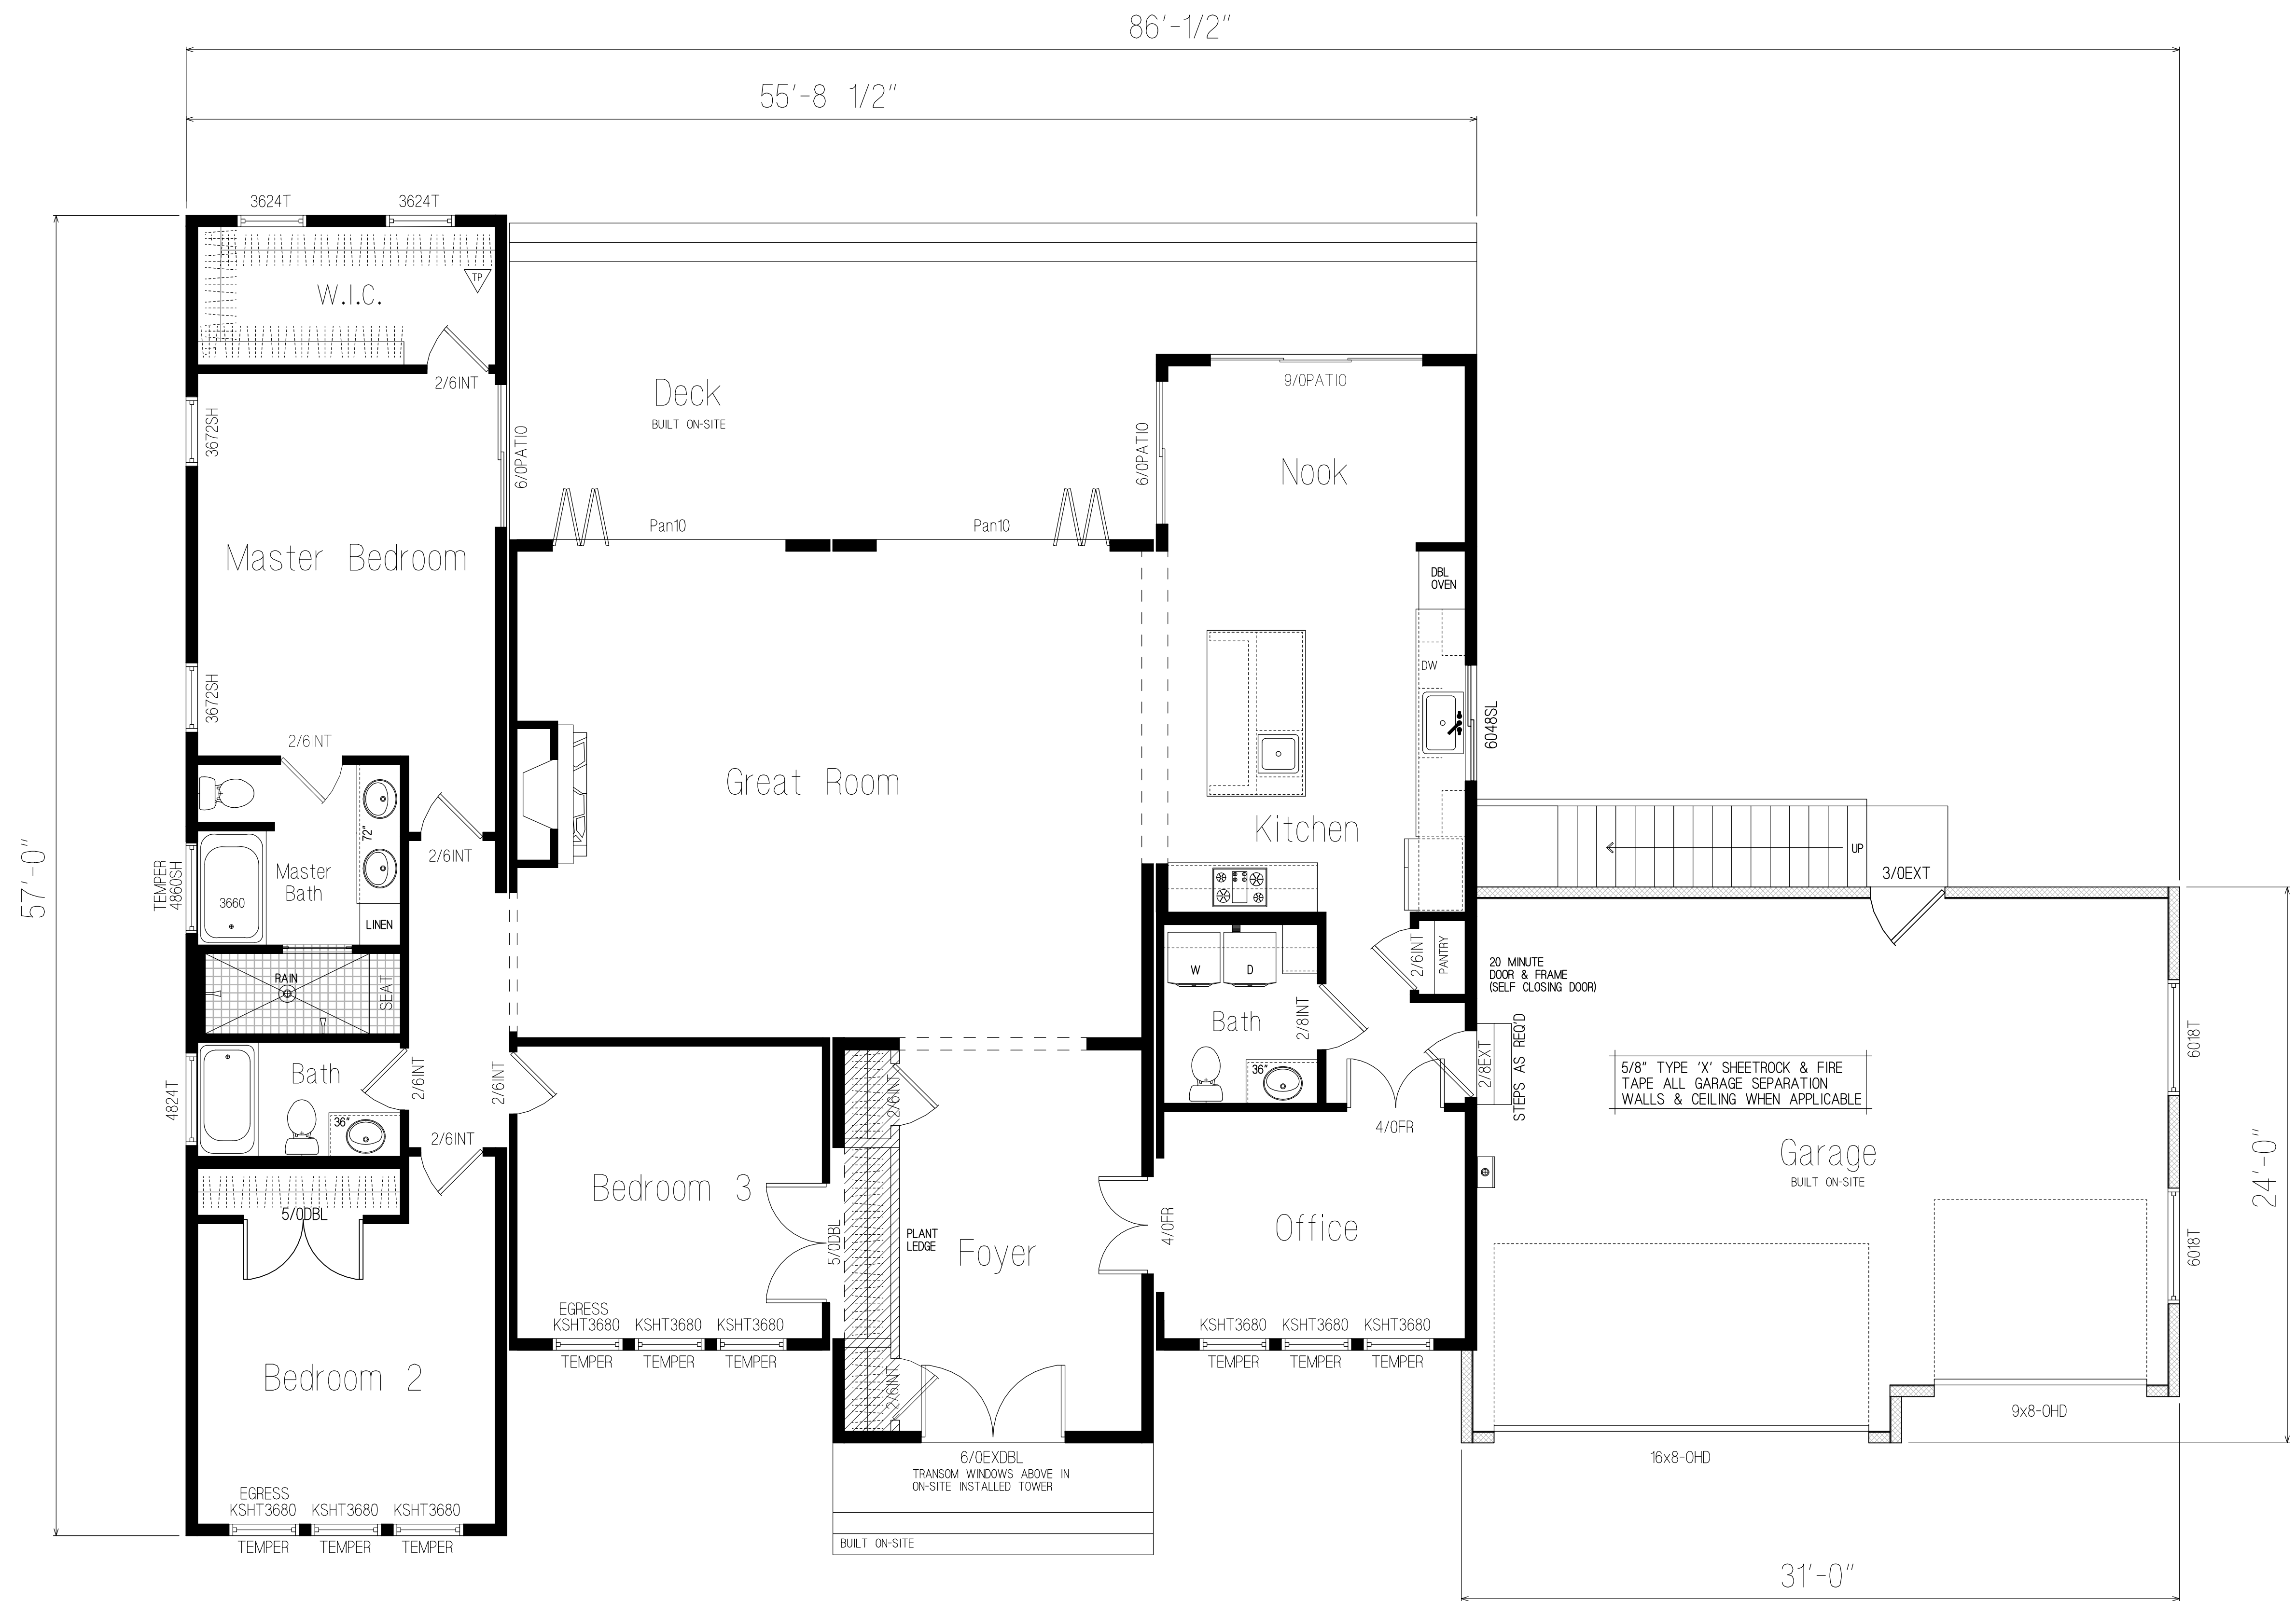 86'-1/2"
55'-8 1/2"
3624T
3624T
W.I.C.
TP
2/6INT
Deck
BUILT ON-SITE
9/0PATIO
3672SH
6/0PATIO
6/0PATIO
Nook
Pan10
Pan10
Master Bedroom
DBL
OVEN
DW
3672SH
6048SL
2/6INT
Great Room
Kitchen
72"
2/6INT
UP
TEMPER
4860SH
Master
Bath
3660
LINEN
3/0EXT
57'-0"
2/6INT
PANTRY
20 MINUTE
DOOR & FRAME
(SELF CLOSING DOOR)
W
D
RAIN
SEAT
Bath
2/8INT
STEPS AS REQ'D
2/8EXT
6018T
5/8" TYPE 'X' SHEETROCK & FIRE
TAPE ALL GARAGE SEPARATION
WALLS & CEILING WHEN APPLICABLE
36"
4824T
Bath
36"
2/6INT
2/6INT
2/6INT
2/6INT
4/0FR
Garage
BUILT ON-SITE
24'-0"
Bedroom 3
5/0DBL
5/0DBL
PLANT
LEDGE
Foyer
4/0FR
Office
6018T
EGRESS
KSHT3680
KSHT3680
KSHT3680
TEMPER
TEMPER
TEMPER
KSHT3680
KSHT3680
KSHT3680
TEMPER
TEMPER
TEMPER
Bedroom 2
2/6INT
9x8-OHD
6/0EXDBL
TRANSOM WINDOWS ABOVE IN
ON-SITE INSTALLED TOWER
16x8-OHD
EGRESS
KSHT3680
KSHT3680
KSHT3680
TEMPER
TEMPER
TEMPER
BUILT ON-SITE
31'-0"